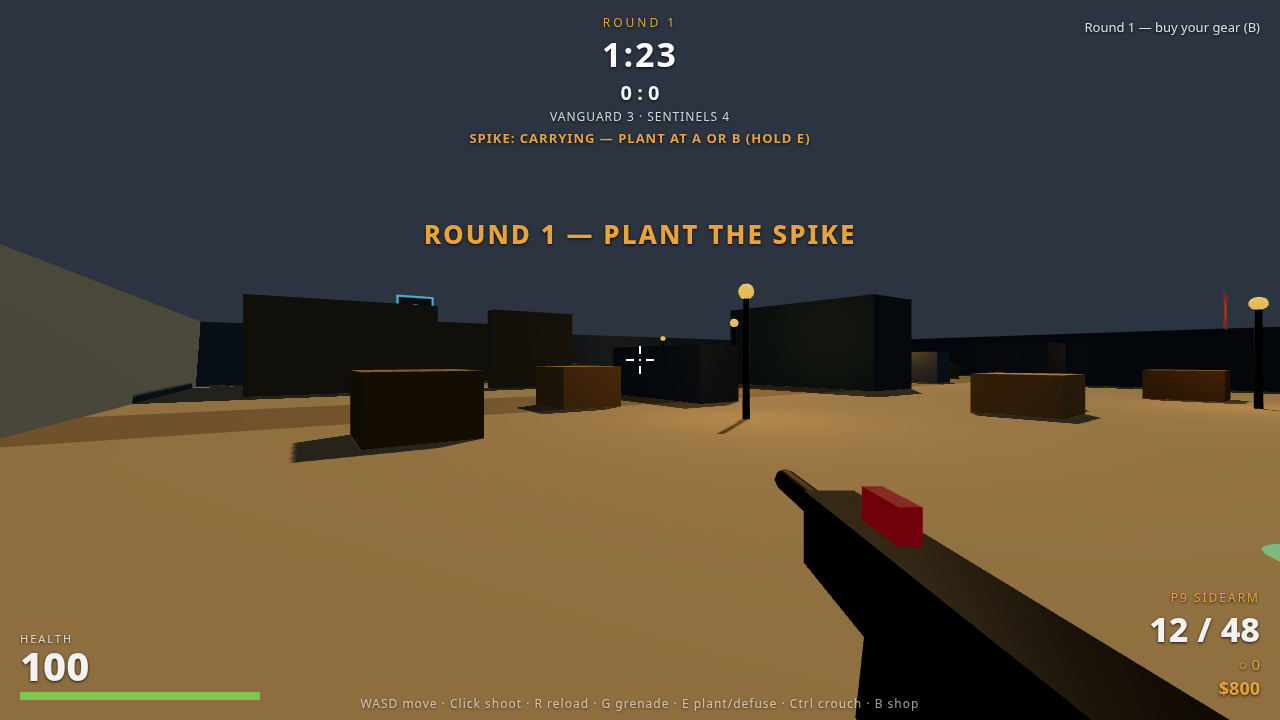 ROUND 1
1:23
0 : 0
VANGUARD 3 · SENTINELS 4
SPIKE: CARRYING — PLANT AT A OR B (HOLD E)
Round 1 — buy your gear (B)
ROUND 1 — PLANT THE SPIKE
HEALTH
100
P9 SIDEARM
12 / 48
○ 0
$800
WASD move · Click shoot · R reload · G grenade · E plant/defuse · Ctrl crouch · B shop